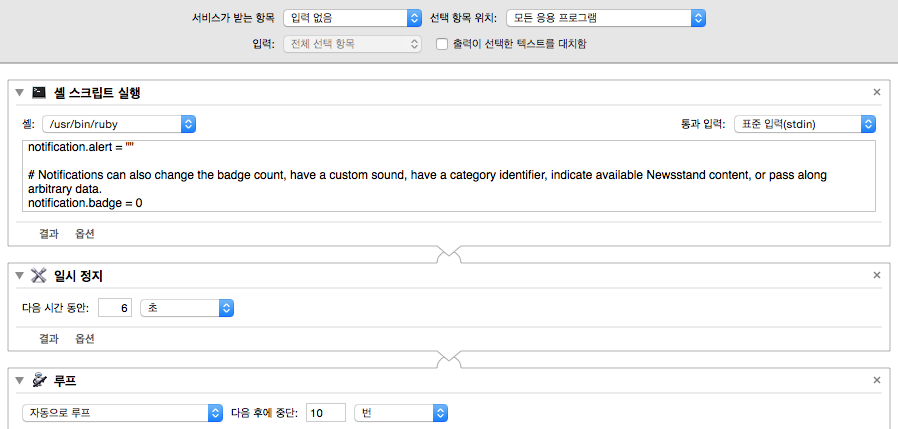 서비스가 받는 항목 입력 없음 선택 항목 위치: 모든 응용 프로그램
입력: 전체 선택 항목 출력이 선택한 텍스트를 대치함
셸 스크립트 실행
셸: /usr/bin/ruby 통과 입력: 표준 입력(stdin)
notification.alert = ""
# Notifications can also change the badge count, have a custom sound, have a category identifier, indicate available Newsstand content, or pass along
arbitrary data.
notification.badge = 0
결과 옵션
일시 정지
다음 시간 동안: 6 초
결과 옵션
루프
자동으로 루프 다음 후에 중단: 10 번